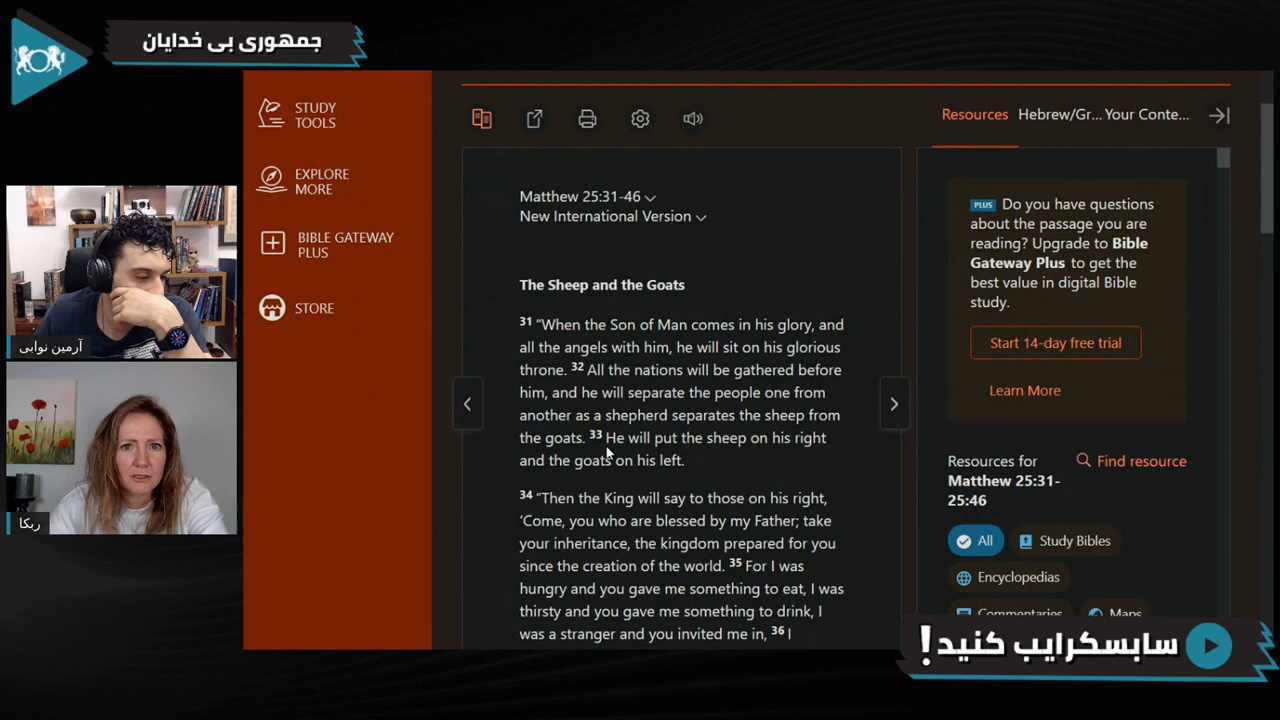 جمهوری بی خدایان
STUDY
TOOLS
EXPLORE
MORE
BIBLE GATEWAY
PLUS
STORE
آرمین نوابی
ربکا
Matthew 25:31-46
New International Version
The Sheep and the Goats
31 “When the Son of Man comes in his glory, and
all the angels with him, he will sit on his glorious
throne. 32 All the nations will be gathered before
him, and he will separate the people one from
another as a shepherd separates the sheep from
the goats. 33 He will put the sheep on his right
and the goats on his left.
34 “Then the King will say to those on his right,
‘Come, you who are blessed by my Father; take
your inheritance, the kingdom prepared for you
since the creation of the world. 35 For I was
hungry and you gave me something to eat, I was
thirsty and you gave me something to drink, I
was a stranger and you invited me in, 36 I
Resources Hebrew/Gr... Your Conte...
PLUS Do you have questions
about the passage you are
reading? Upgrade to Bible
Gateway Plus to get the
best value in digital Bible
study.
Start 14-day free trial
Learn More
Resources for
Matthew 25:31-
25:46
Find resource
All
Study Bibles
Encyclopedias
Commentaries
Maps
سابسکرایب کنید!